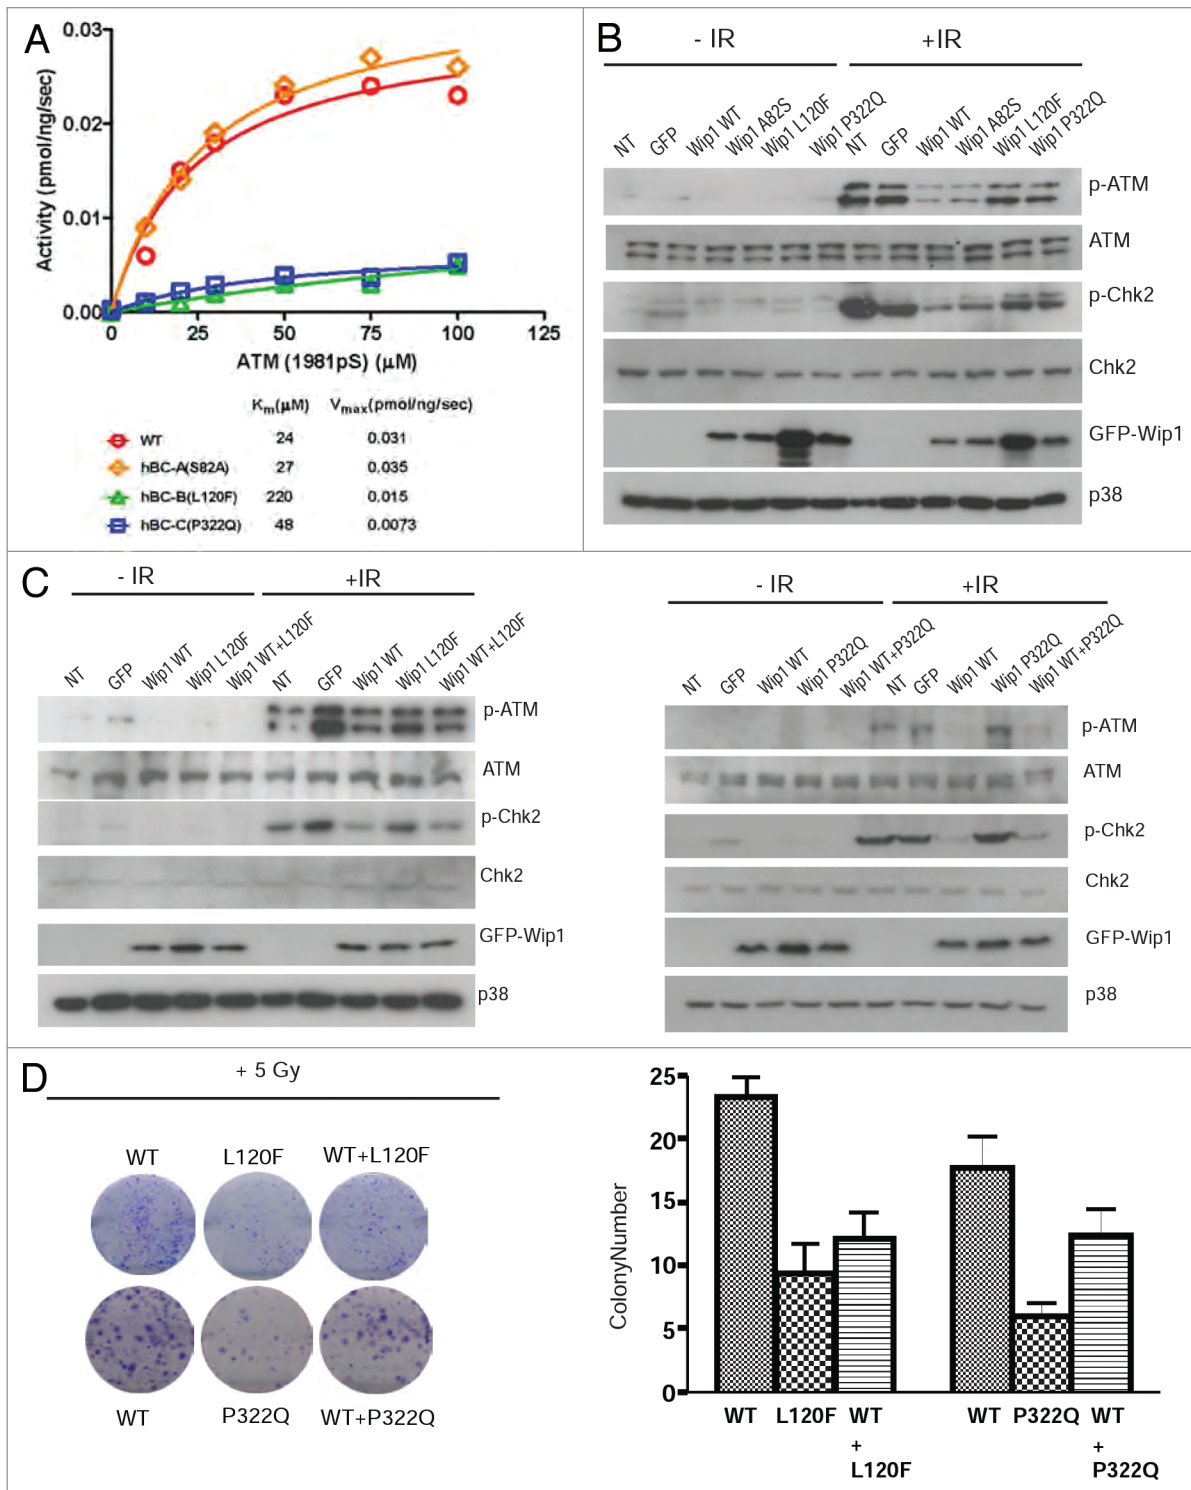 A
0.03
0.02
0.01
0.00
Activity (pmol/ng/sec)
0 25 50 75 100 125
ATM (1981pS) (μM)
Km(μM) Vmax(pmol/ng/sec)
WT 24 0.031
hBC-A(S82A) 27 0.035
hBC-B(L120F) 220 0.015
hBC-C(P322Q) 48 0.0073
B
- IR +IR
NT GFP Wip1 WT Wip1 A82S Wip1 L120F Wip1 P322Q NT GFP Wip1 WT Wip1 A82S Wip1 L120F Wip1 P322Q
p-ATM
ATM
p-Chk2
Chk2
GFP-Wip1
p38
C
- IR +IR
NT GFP Wip1 WT Wip1 L120F Wip1 WT+L120F NT GFP Wip1 WT Wip1 L120F Wip1 WT+L120F
p-ATM
ATM
p-Chk2
Chk2
GFP-Wip1
p38
- IR +IR
NT GFP Wip1 WT Wip1 P322Q Wip1 WT+P322Q NT GFP Wip1 WT Wip1 P322Q Wip1 WT+P322Q
p-ATM
ATM
p-Chk2
Chk2
GFP-Wip1
p38
D
+ 5 Gy
WT L120F WT+L120F
WT P322Q WT+P322Q
25
20
15
10
5
0
ColonyNumber
WT L120F WT WT P322Q WT
+ +
L120F P322Q